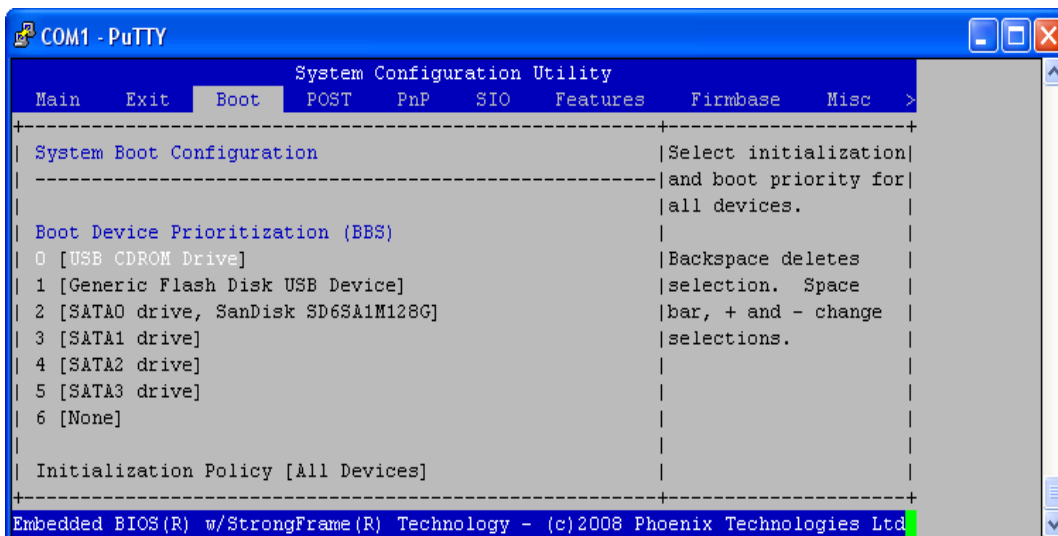 COM1 - PuTTY
System Configuration Utility
Main Exit Boot POST PnP SIO Features Firmbase Misc >
System Boot Configuration
Select initialization
and boot priority for
all devices.
Boot Device Prioritization (BBS)
0 [USB CDROM Drive]
Backspace deletes
1 [Generic Flash Disk USB Device]
selection. Space
2 [SATA0 drive, SanDisk SD6SA1M128G]
bar, + and - change
3 [SATA1 drive]
selections.
4 [SATA2 drive]
5 [SATA3 drive]
6 [None]
Initialization Policy [All Devices]
Embedded BIOS(R) w/StrongFrame(R) Technology - (c)2008 Phoenix Technologies Ltd